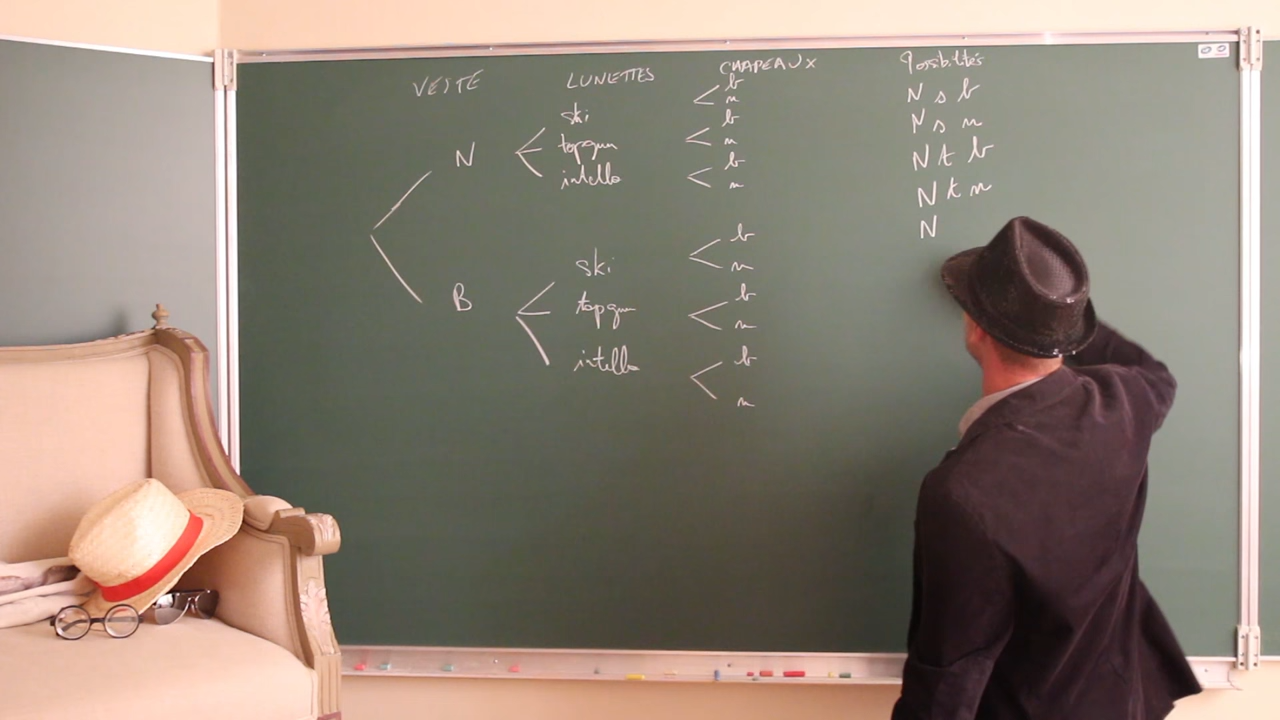 VESTE LUNETTES CHAPEAUX Possibilités
b
ski n N s b
b
N topgun n N s n
b
intello n N t b
N t n
b N
ski n
b
B topgun n
b
intello
n